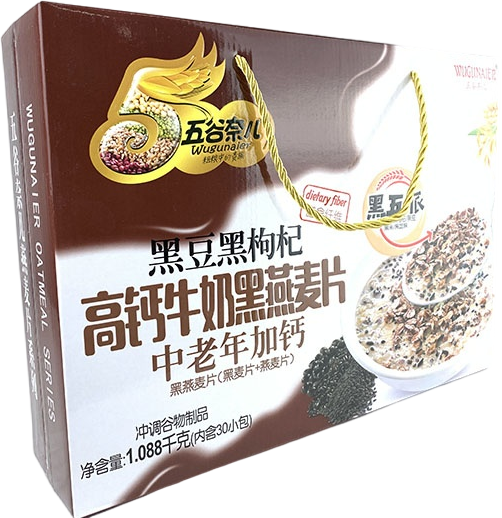 WUGUNAIER
五谷奈儿
Wugunaier
dietary fiber
黑五派
黑豆黑枸杞
高钙牛奶黑燕麦片
中老年加钙
黑燕麦片(黑麦片+燕麦片)
冲调谷物制品
净含量:1.088千克(内含30小包)
WUGUNAIER OATMEAL SERIES